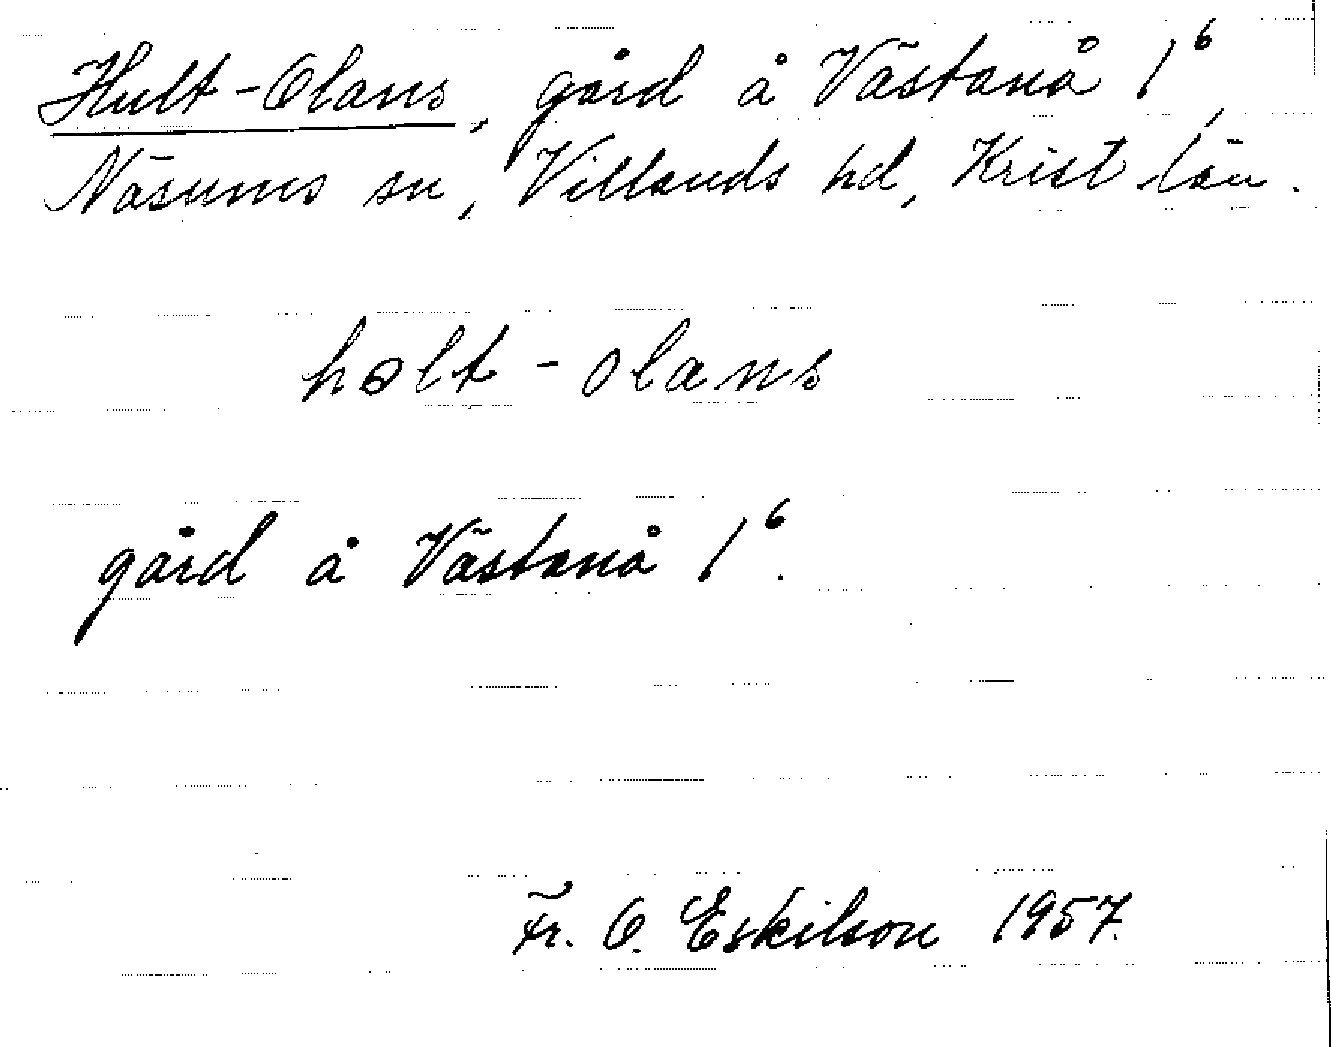 Hult-Olans, gård å Västanå 1⁶,
Näsums sn, Villands hd, Krist län.
holt - olans
gård å Västanå 1⁶.
Fr. O. Eskilson 1957.